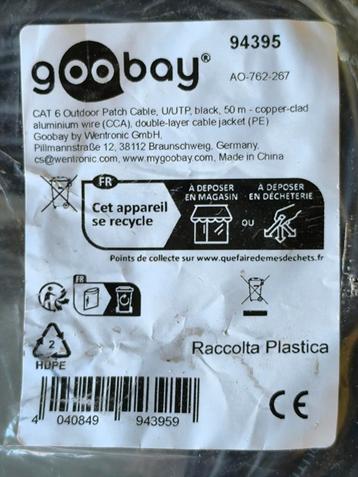 goobay®
94395
AO-762-267
CAT 6 Outdoor Patch Cable, U/UTP, black, 50 m - copper-clad
aluminium wire (CCA), double-layer cable jacket (PE)
Goobay by Wentronic GmbH,
Pillmannstraße 12, 38112 Braunschweig, Germany,
cs@wentronic.com, www.mygoobay.com, Made in China
FR
Cet appareil
se recycle
À DÉPOSER
EN MAGASIN
OU
À DÉPOSER
EN DÉCHÈTERIE
Points de collecte sur www.quefairedemesdechets.fr
FR
2
HDPE
Raccolta Plastica
4 040849 943959
CE